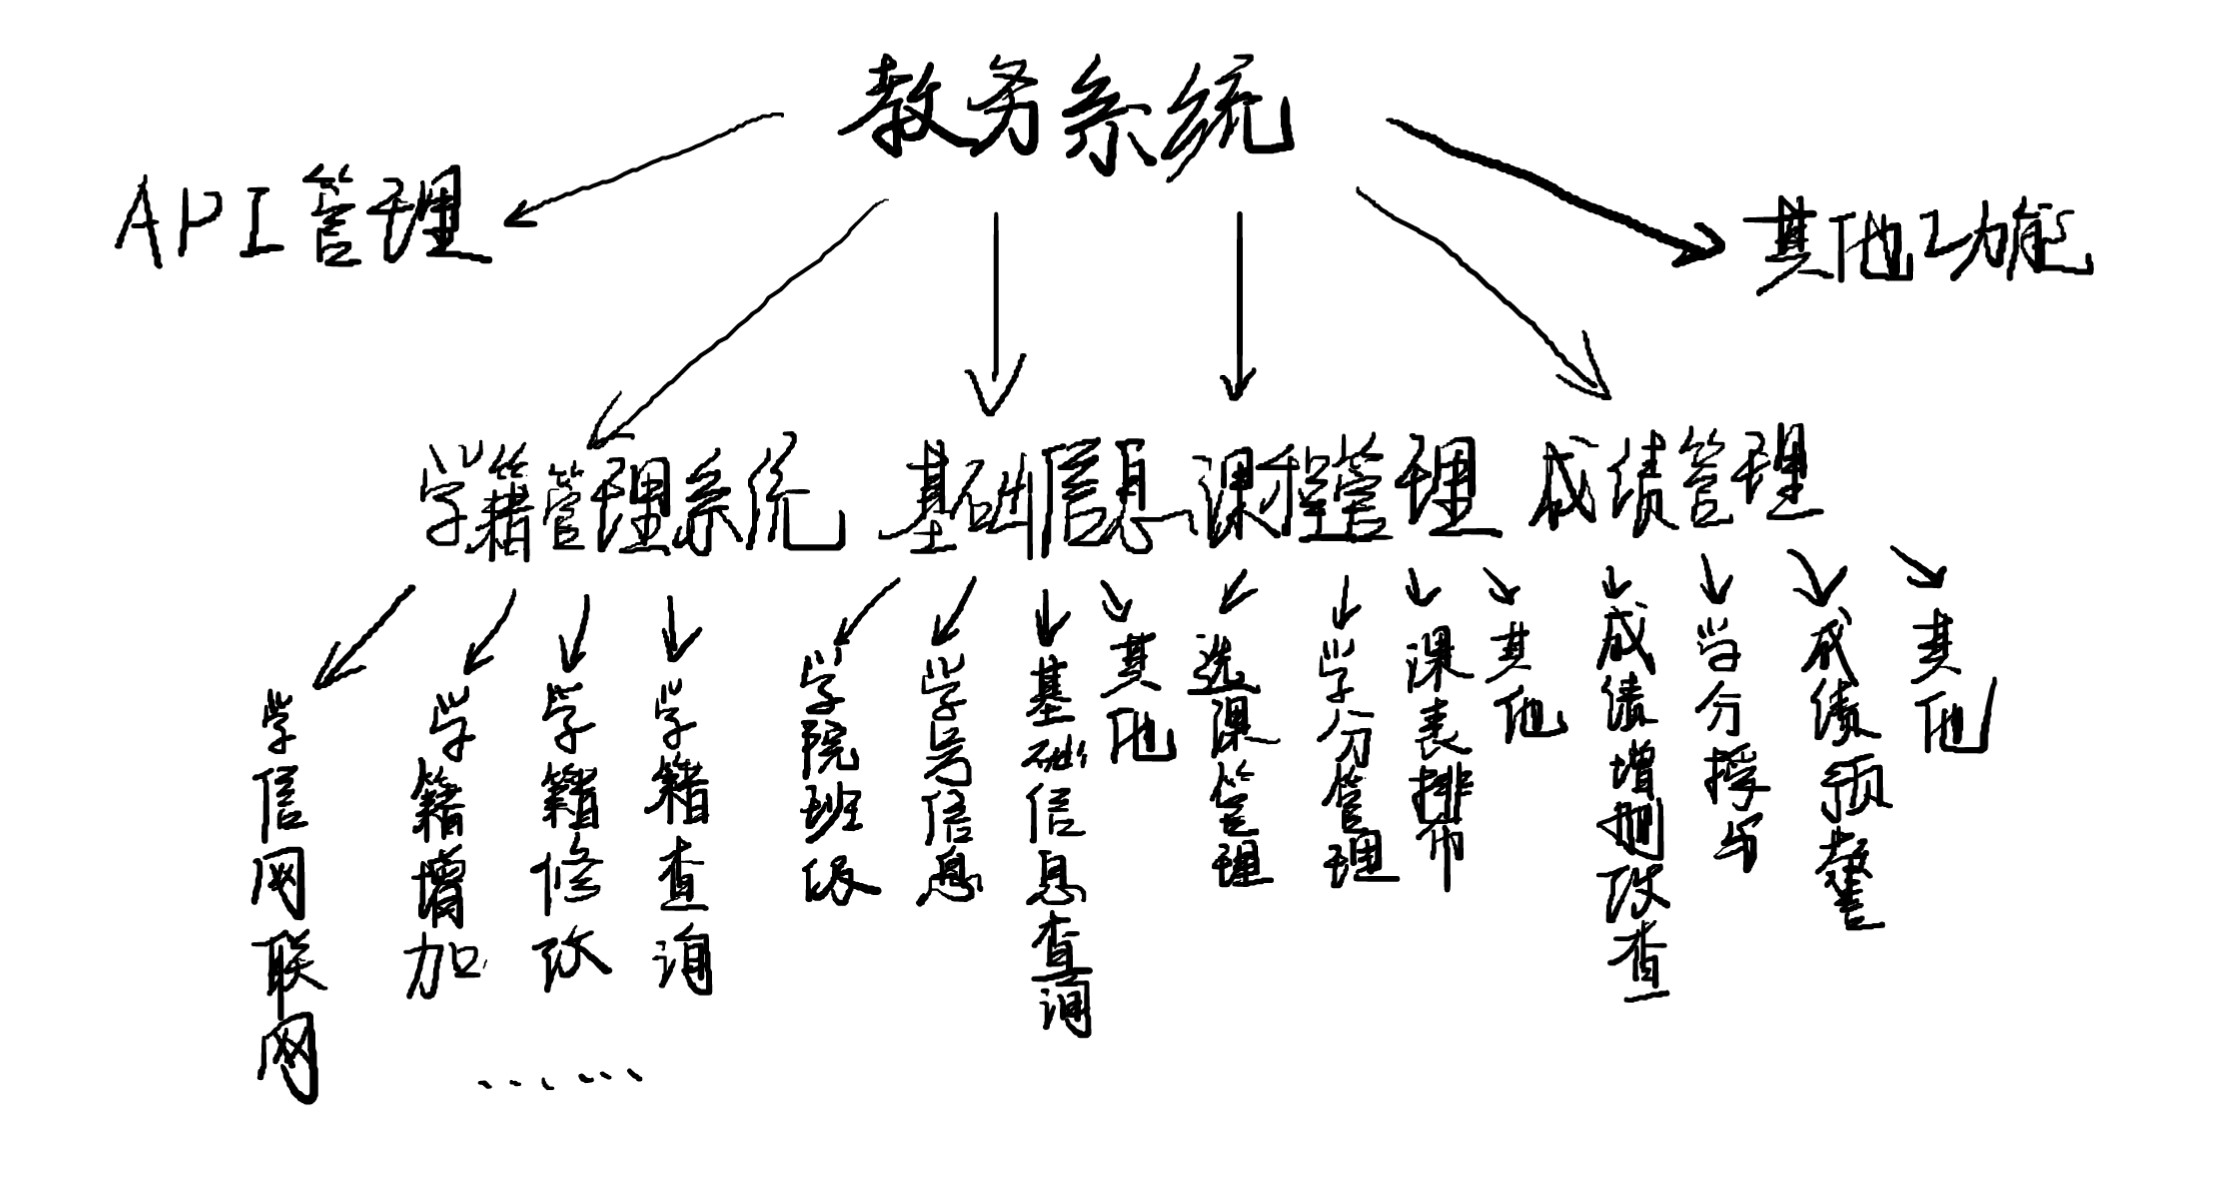 教务系统
API管理
其他功能
学籍管理系统
基础信息
课程管理
成绩管理
学信网联网
学籍增加
学籍修改
学籍查询
学院班级
学号信息
基础信息查询
其他
选课管理
学分管理
课表排布
其他
成绩增删改查
学分授与
成绩预警
其他
……